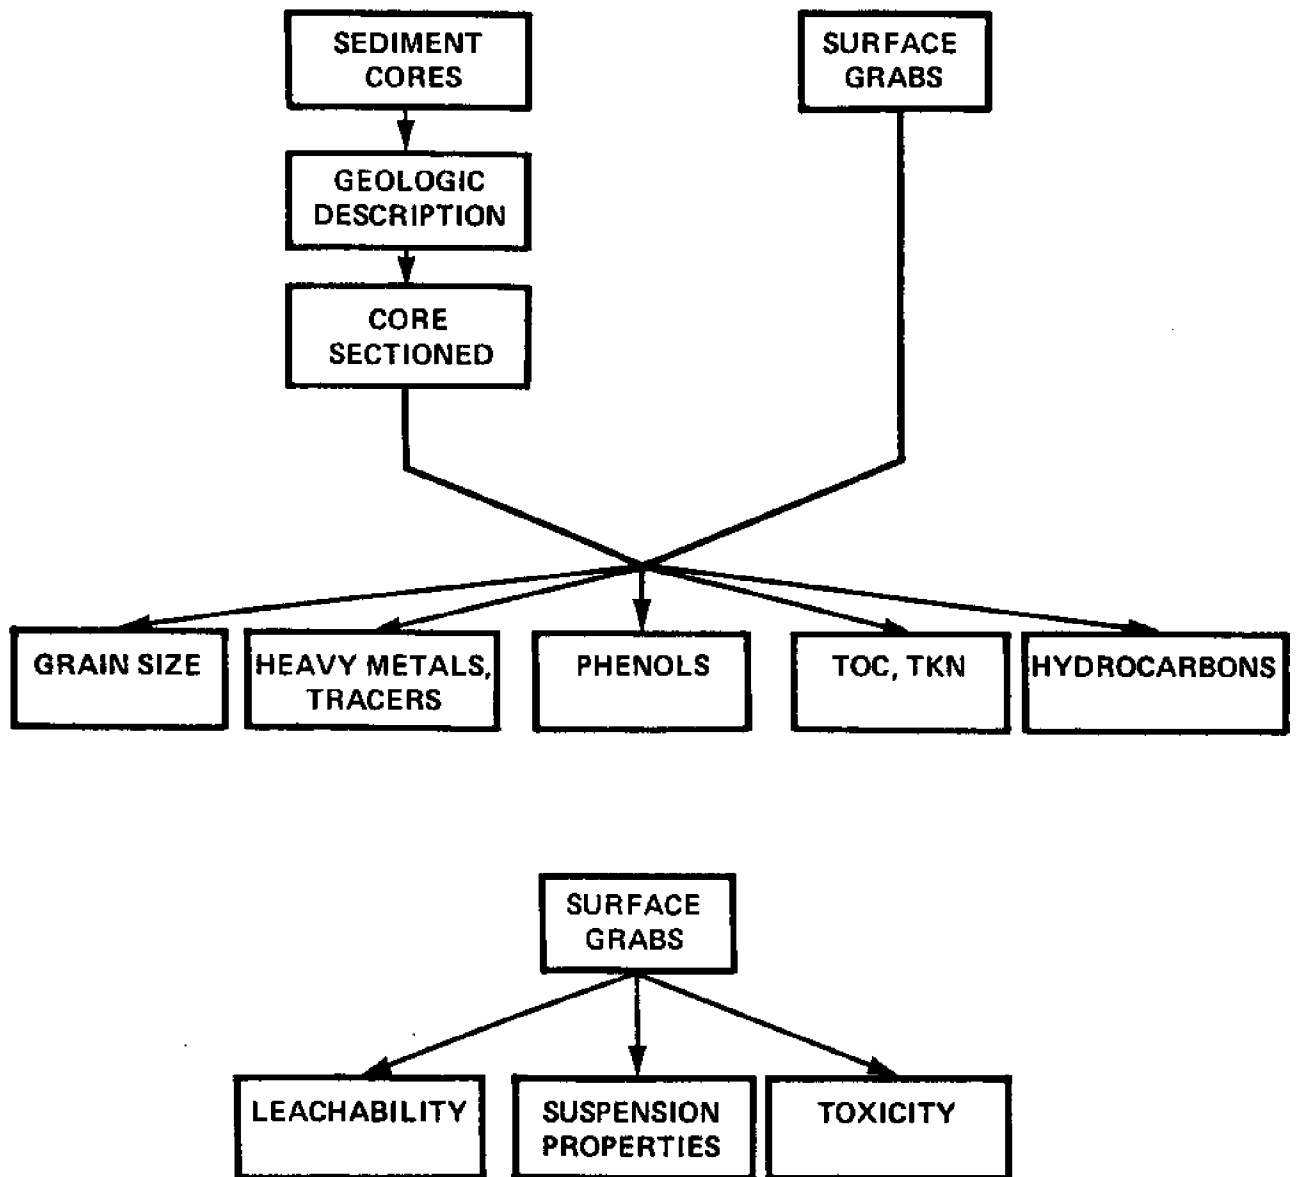 SEDIMENT
CORES
SURFACE
GRABS
GEOLOGIC
DESCRIPTION
CORE
SECTIONED
GRAIN SIZE
HEAVY METALS,
TRACERS
PHENOLS
TOC, TKN
HYDROCARBONS
SURFACE
GRABS
LEACHABILITY
SUSPENSION
PROPERTIES
TOXICITY